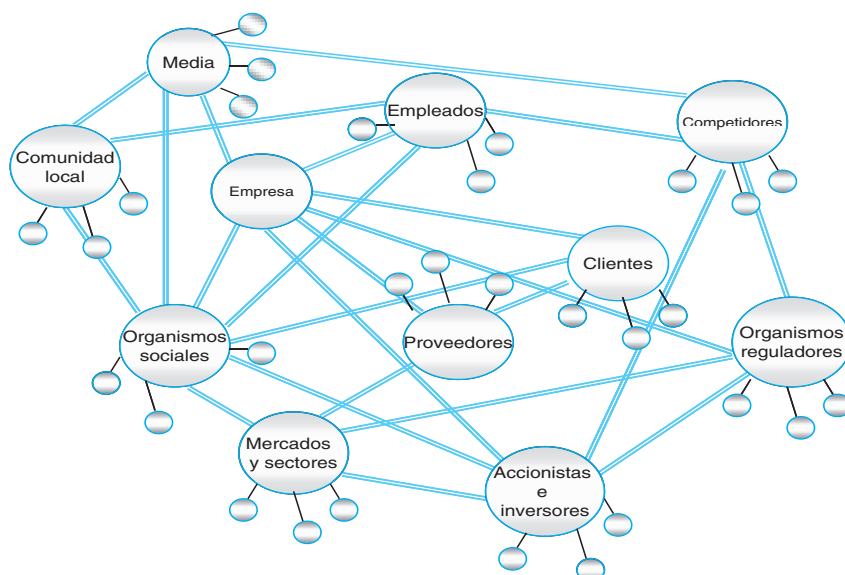 Media
Empleados
Competidores
Comunidad
local
Empresa
Clientes
Organismos
sociales
Proveedores
Organismos
reguladores
Mercados
y sectores
Accionistas
e
inversores